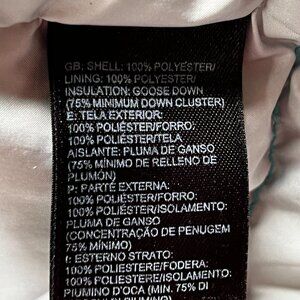 GB: SHELL: 100% POLYESTER/
LINING: 100% POLYESTER/
INSULATION: GOOSE DOWN
(75% MINIMUM DOWN CLUSTER)
E: TELA EXTERIOR:
100% POLIÉSTER/FORRO:
100% POLIÉSTER/TELA
AISLANTE: PLUMA DE GANSO
(75% MÍNIMO DE RELLENO DE
PLUMÓN)
P: PARTE EXTERNA:
100% POLIÉSTER/FORRO:
100% POLIÉSTER/ISOLAMENTO:
PLUMA DE GANSO
(CONCENTRAÇÃO DE PENUGEM
75% MÍNIMO)
I: ESTERNO STRATO:
100% POLIESTERE/FODERA:
100% POLIESTERE/ISOLAMENTO:
PIUMINO D'OCA (MIN. 75% DI